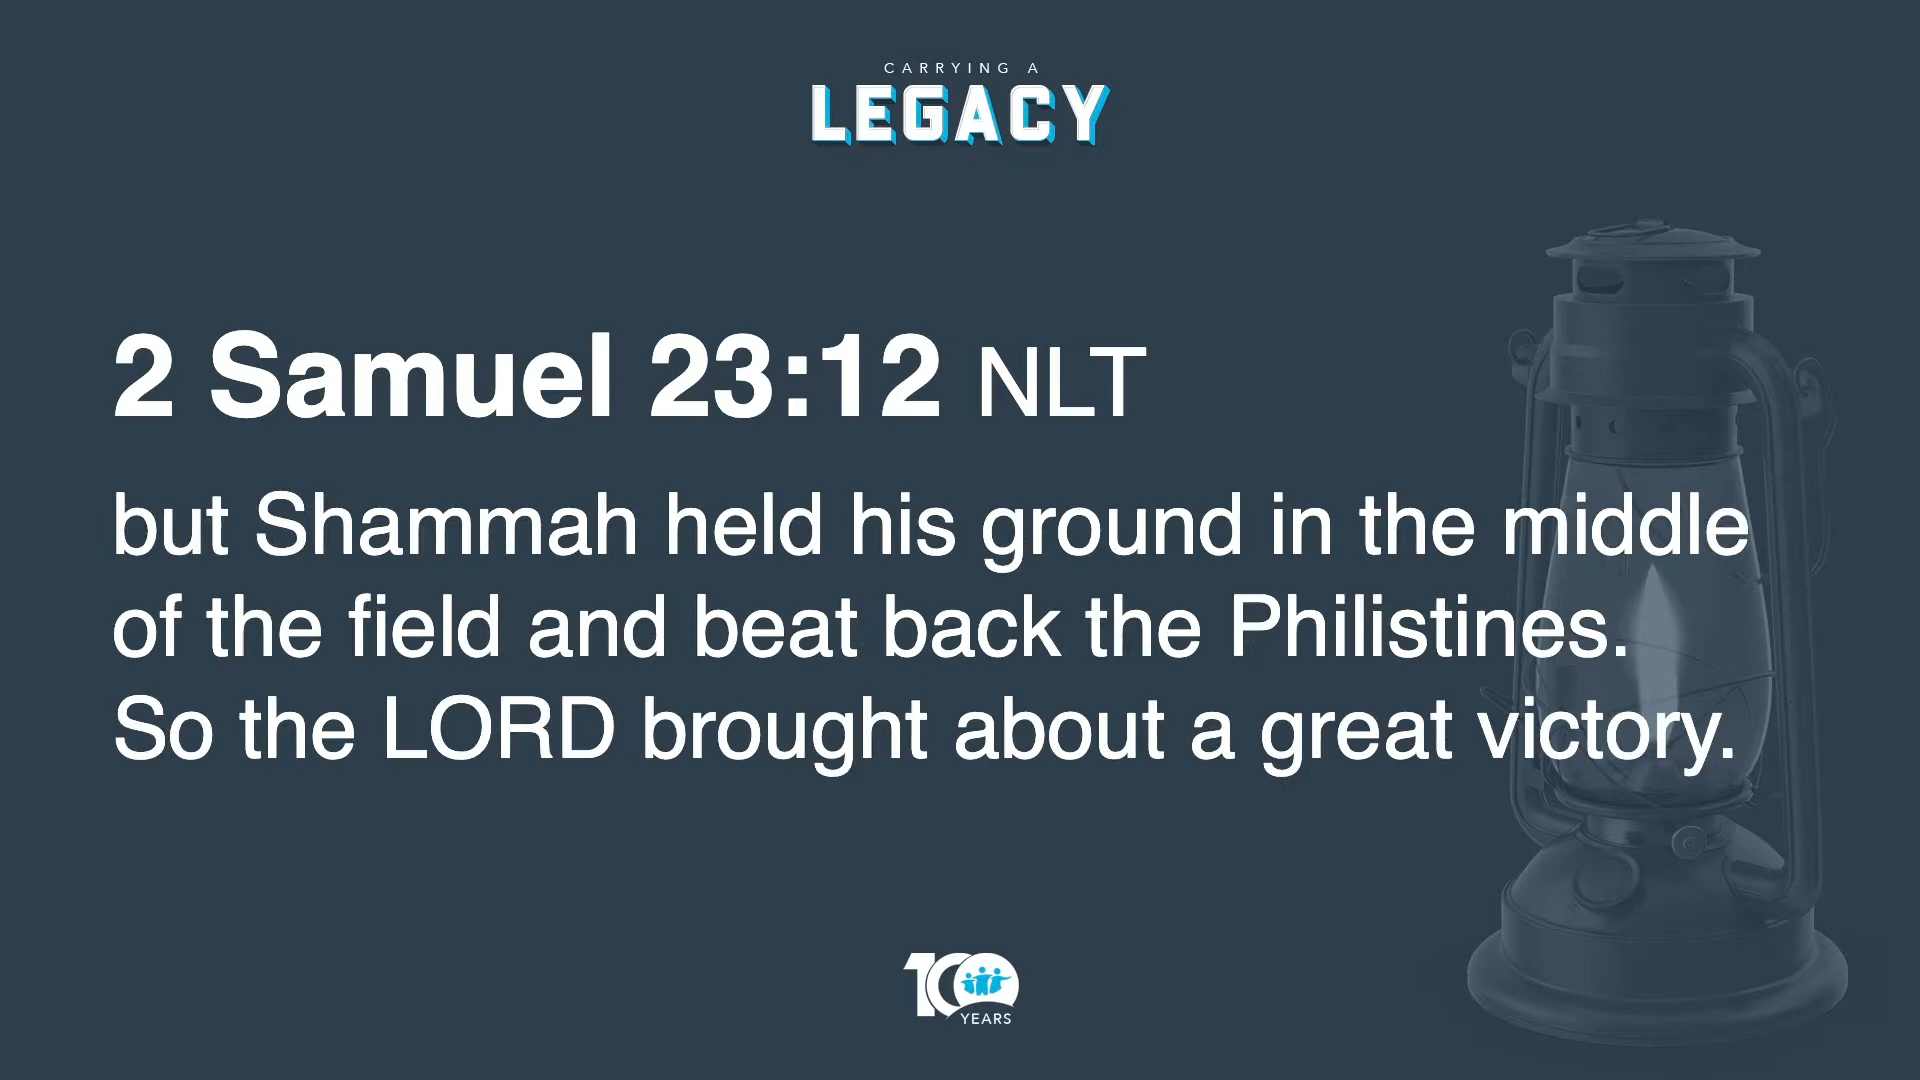 CARRYING A
LEGACY
2 Samuel 23:12 NLT
but Shammah held his ground in the middle
of the field and beat back the Philistines.
So the LORD brought about a great victory.
100
YEARS